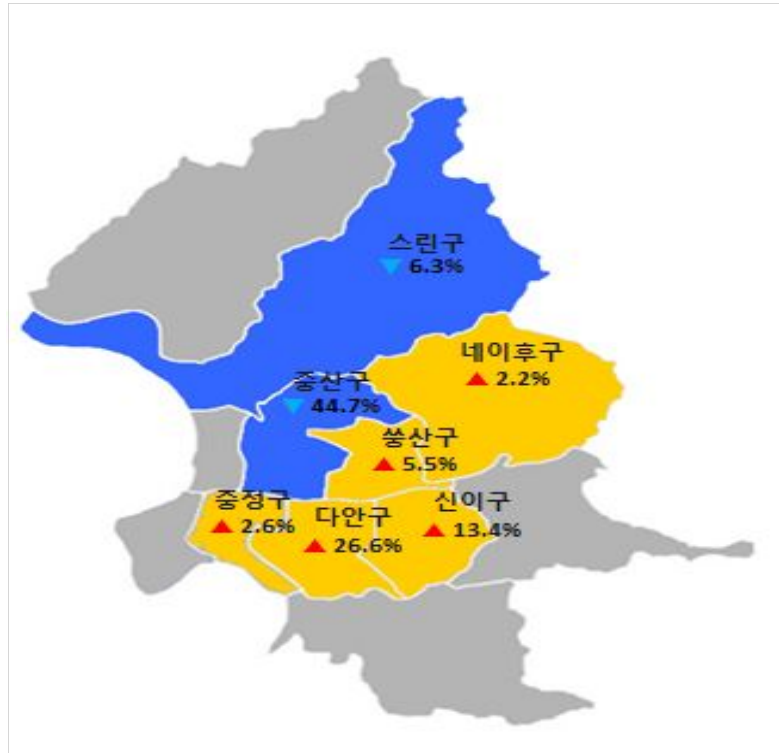 스린구
▼ 6.3%
네이후구
▲ 2.2%
중산구
▼ 44.7%
쑹산구
▲ 5.5%
중정구
▲ 2.6%
다안구
▲ 26.6%
신이구
▲ 13.4%